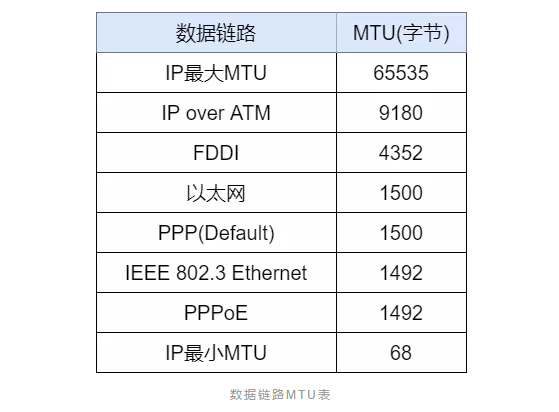 数据链路 MTU(字节)
IP最大MTU 65535
IP over ATM 9180
FDDI 4352
以太网 1500
PPP(Default) 1500
IEEE 802.3 Ethernet 1492
PPPoE 1492
IP最小MTU 68
数据链路MTU表